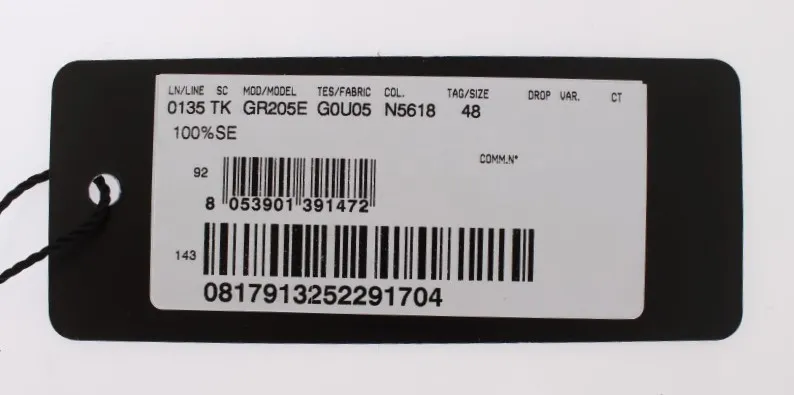 LN/LINE SC MOD/MODEL TES/FABRIC COL. TAG/SIZE DROP VAR. CT
0135 TK GR205E G0U05 N5618 48
100%SE
COMM.N°
92
8 053901 391472
143
0817913252291704